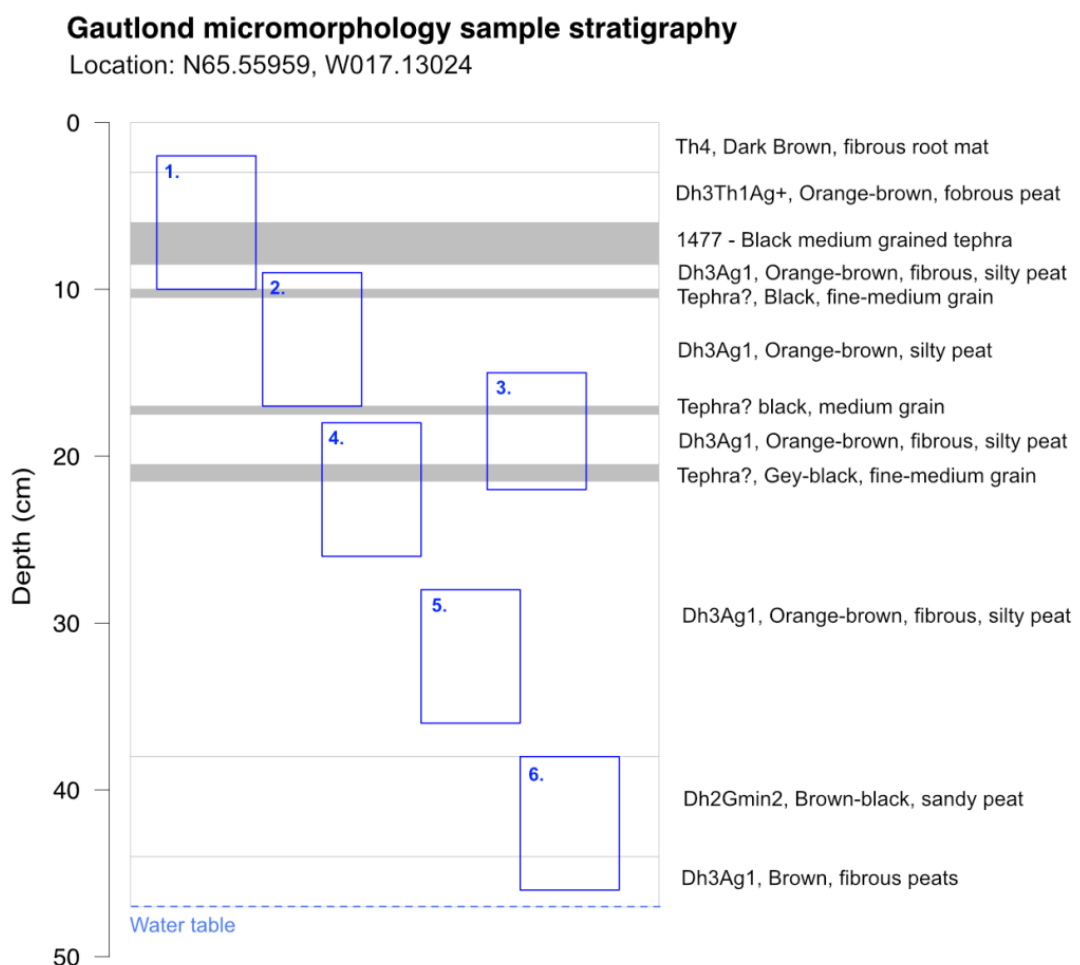 Gautlond micromorphology sample stratigraphy
Location: N65.55959, W017.13024
0
10
20
30
40
50
Depth (cm)
1.
2.
3.
4.
5.
6.
Th4, Dark Brown, fibrous root mat
Dh3Th1Ag+, Orange-brown, fobrous peat
1477 - Black medium grained tephra
Dh3Ag1, Orange-brown, fibrous, silty peat
Tephra?, Black, fine-medium grain
Dh3Ag1, Orange-brown, silty peat
Tephra? black, medium grain
Dh3Ag1, Orange-brown, fibrous, silty peat
Tephra?, Gey-black, fine-medium grain
Dh3Ag1, Orange-brown, fibrous, silty peat
Dh2Gmin2, Brown-black, sandy peat
Dh3Ag1, Brown, fibrous peats
Water table